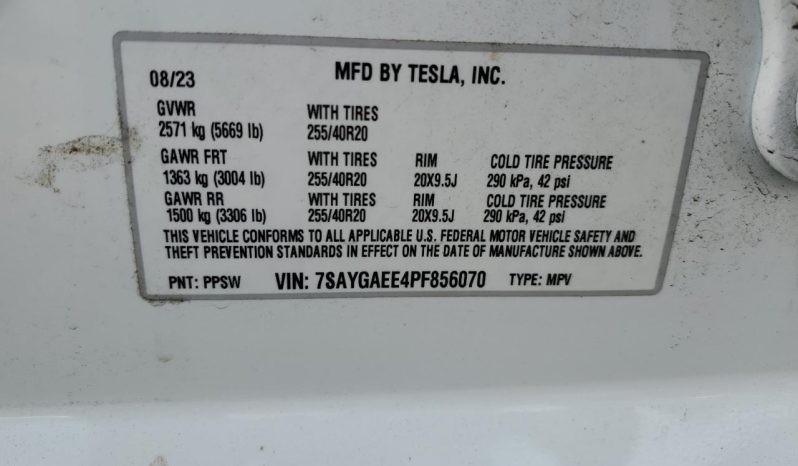 08/23 MFD BY TESLA, INC.
GVWR WITH TIRES
2571 kg (5669 lb) 255/40R20
GAWR FRT WITH TIRES RIM COLD TIRE PRESSURE
1363 kg (3004 lb) 255/40R20 20X9.5J 290 kPa, 42 psi
GAWR RR WITH TIRES RIM COLD TIRE PRESSURE
1500 kg (3306 lb) 255/40R20 20X9.5J 290 kPa, 42 psi
THIS VEHICLE CONFORMS TO ALL APPLICABLE U.S. FEDERAL MOTOR VEHICLE SAFETY AND
THEFT PREVENTION STANDARDS IN EFFECT ON THE DATE OF MANUFACTURE SHOWN ABOVE.
PNT: PPSW VIN: 7SAYGAEE4PF856070 TYPE: MPV